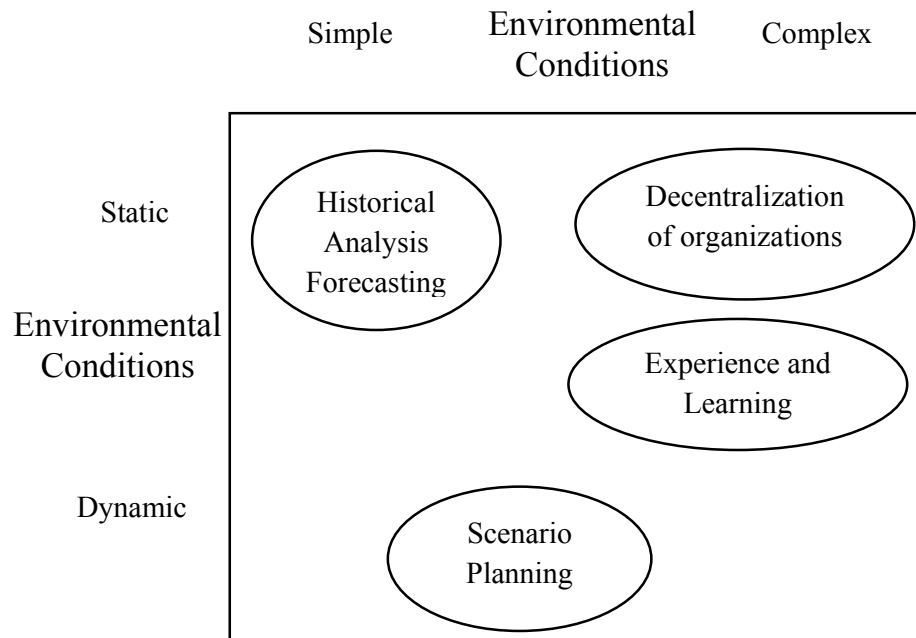 Simple
Environmental
Conditions
Complex
Static
Historical
Analysis
Forecasting
Decentralization
of organizations
Environmental
Conditions
Experience and
Learning
Dynamic
Scenario
Planning